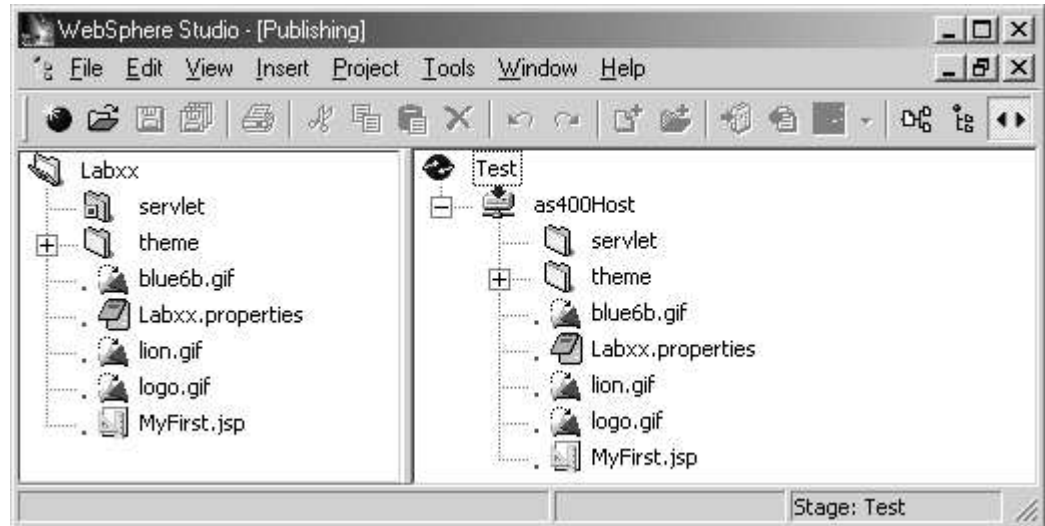 WebSphere Studio - [Publishing]
File Edit View Insert Project Tools Window Help
Labxx
servlet
theme
blue6b.gif
Labxx.properties
lion.gif
logo.gif
MyFirst.jsp
Test
as400Host
servlet
theme
blue6b.gif
Labxx.properties
lion.gif
logo.gif
MyFirst.jsp
Stage: Test